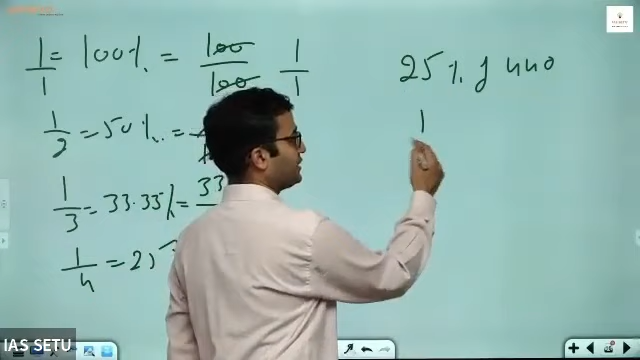 1/1 = 100% = 100/100 1/1
25% of 440
1/2 = 50% =
1
1/3 = 33.33% = 33
1/4 = 25
IAS SETU